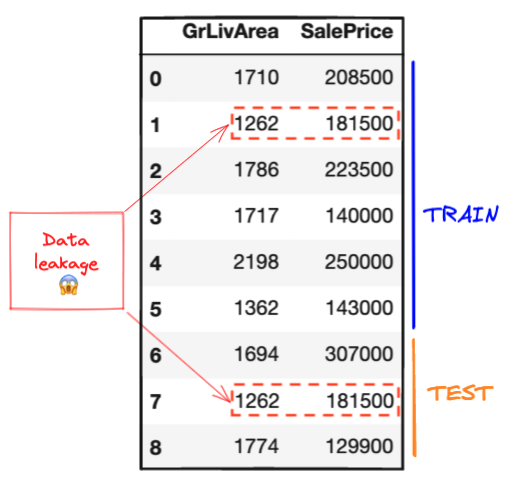 GrLivArea SalePrice
0 1710 208500
1 1262 181500
2 1786 223500
3 1717 140000
4 2198 250000
5 1362 143000
6 1694 307000
7 1262 181500
8 1774 129900
Data
leakage
😱
TRAIN
TEST